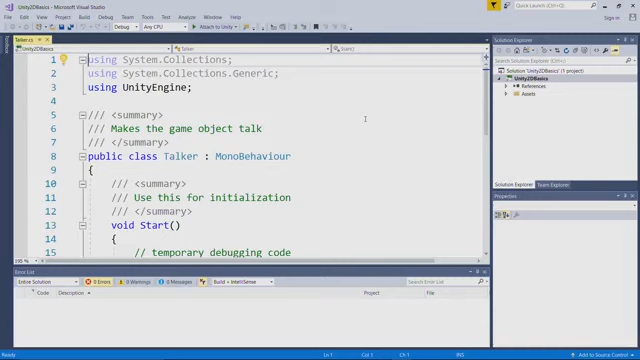 Unity2DBasics - Microsoft Visual Studio
Quick Launch (Ctrl+Q)
File Edit View Project Build Debug Team Tools Test Analyze Window Help
Debug Any CPU Attach to Unity
Talker.cs
Unity2DBasics Talker Start()
1 using System.Collections;
2 using System.Collections.Generic;
3 using UnityEngine;
4
5 /// <summary>
6 /// Makes the game object talk
7 /// </summary>
8 public class Talker : MonoBehaviour
9 {
10 /// <summary>
11 /// Use this for initialization
12 /// </summary>
13 void Start()
14 {
15 // temporary debugging code
195 %
Solution Explorer
Search Solution Explorer (Ctrl+;)
Solution 'Unity2DBasics' (1 project)
Unity2DBasics
References
Assets
Solution Explorer Team Explorer
Properties
Error List
Entire Solution 0 Errors 0 Warnings 0 Messages Build + IntelliSense
Search Error List
Code Description Project File
Ready Ln 1 Col 1 Ch 1 INS Add to Source Control